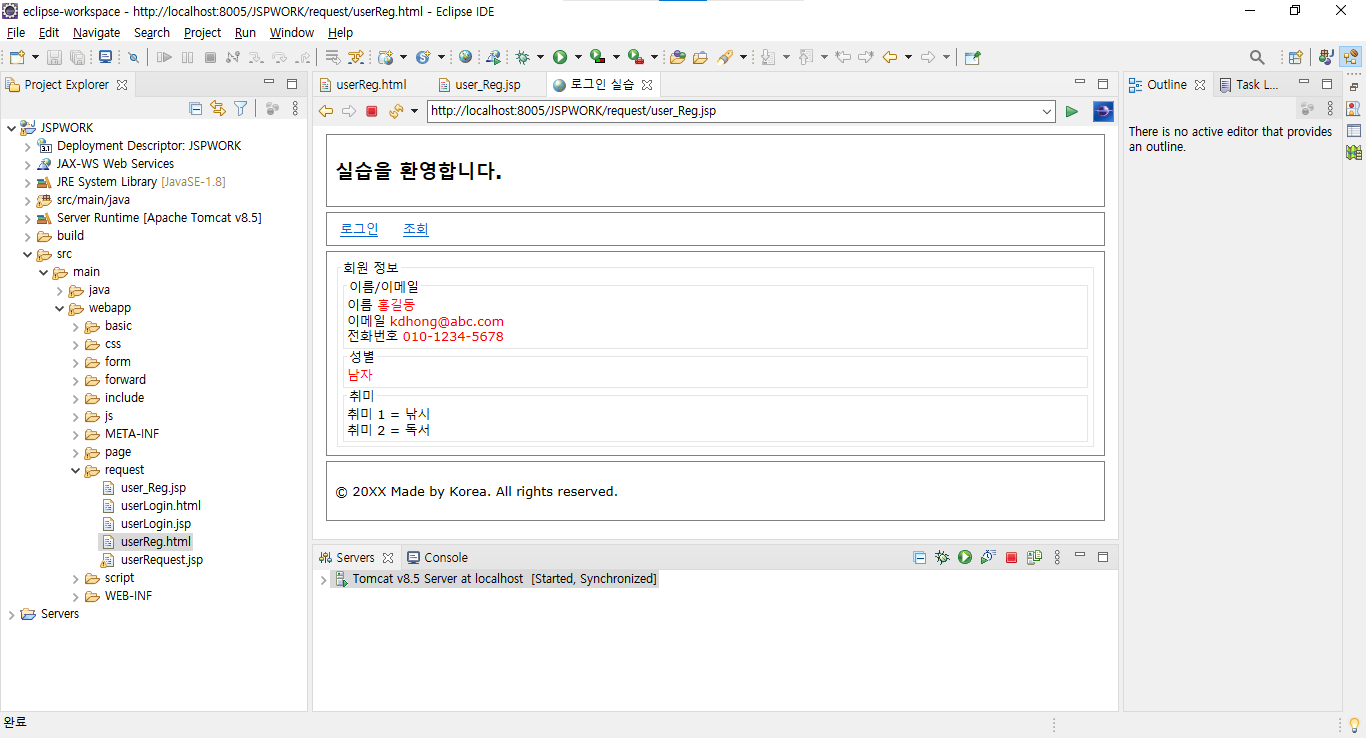 eclipse-workspace - http://localhost:8005/JSPWORK/request/userReg.html - Eclipse IDE
File Edit Navigate Search Project Run Window Help
Project Explorer
JSPWORK
Deployment Descriptor: JSPWORK
JAX-WS Web Services
JRE System Library [JavaSE-1.8]
src/main/java
Server Runtime [Apache Tomcat v8.5]
build
src
main
java
webapp
basic
css
form
forward
include
js
META-INF
page
request
user_Reg.jsp
userLogin.html
userLogin.jsp
userReg.html
userRequest.jsp
script
WEB-INF
Servers
userReg.html user_Reg.jsp 로그인 실습
http://localhost:8005/JSPWORK/request/user_Reg.jsp
실습을 환영합니다.
로그인 조회
회원 정보
이름/이메일
이름 홍길동
이메일 kdhong@abc.com
전화번호 010-1234-5678
성별
남자
취미
취미 1 = 낚시
취미 2 = 독서
© 20XX Made by Korea. All rights reserved.
Servers Console
Tomcat v8.5 Server at localhost [Started, Synchronized]
Outline Task L...
There is no active editor that provides
an outline.
완료